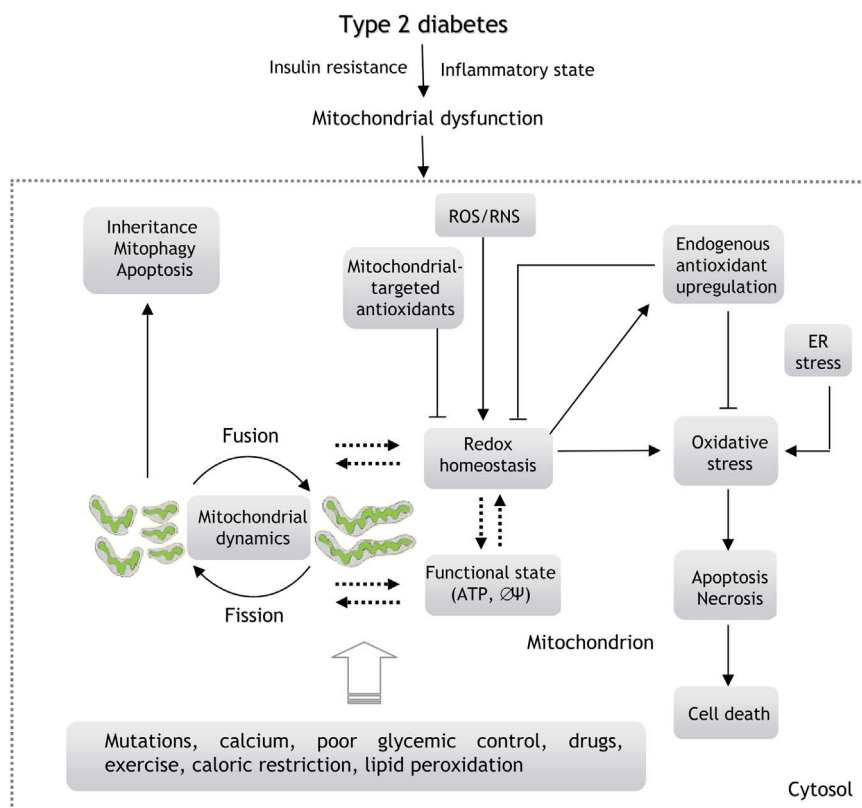 Type 2 diabetes
Insulin resistance
Inflammatory state
Mitochondrial dysfunction
ROS/RNS
Inheritance
Mitophagy
Apoptosis
Mitochondrial-
targeted
antioxidants
Endogenous
antioxidant
upregulation
ER
stress
Fusion
Redox
homeostasis
Oxidative
stress
Mitochondrial
dynamics
Functional state
(ATP, ∅Ψ)
Apoptosis
Necrosis
Fission
Mitochondrion
Cell death
Mutations, calcium, poor glycemic control, drugs,
exercise, caloric restriction, lipid peroxidation
Cytosol